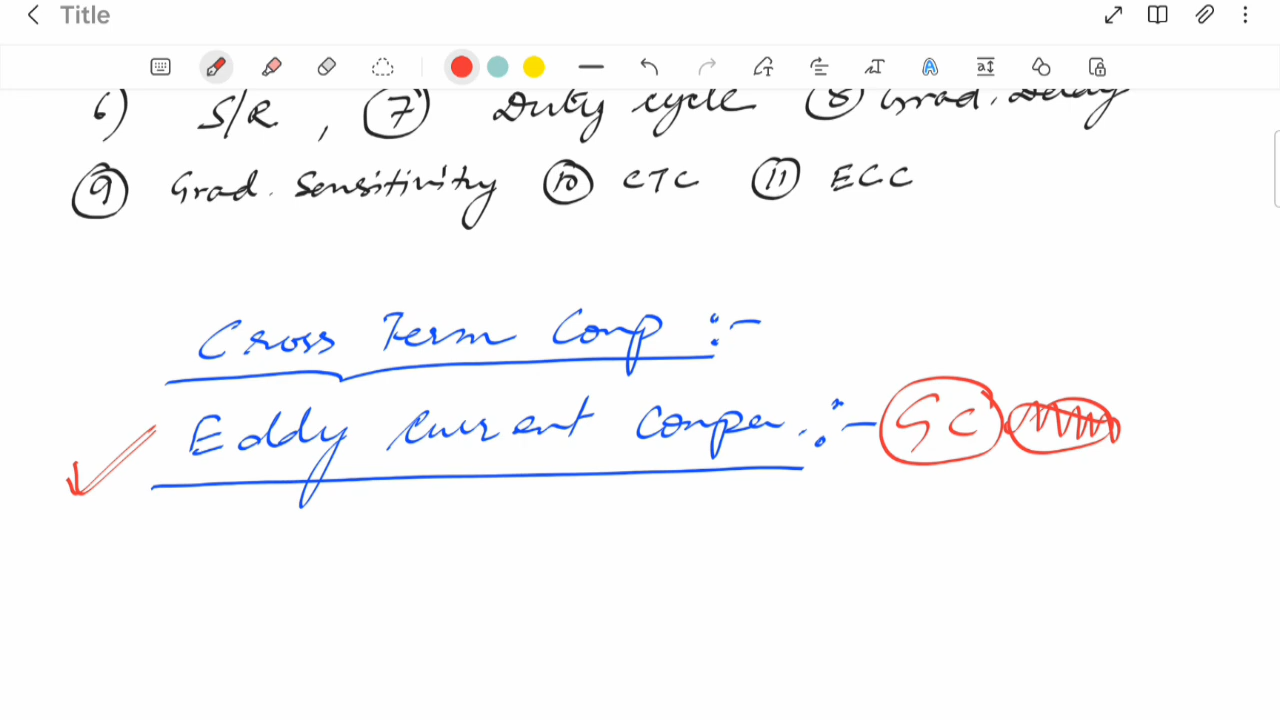 Title
6) S/R , (7) Duty cycle (8) Grad. Delay
(9) Grad. Sensitivity (10) CTC (11) ECC
Cross Term Comp :-
Eddy Current Compen. :- GC